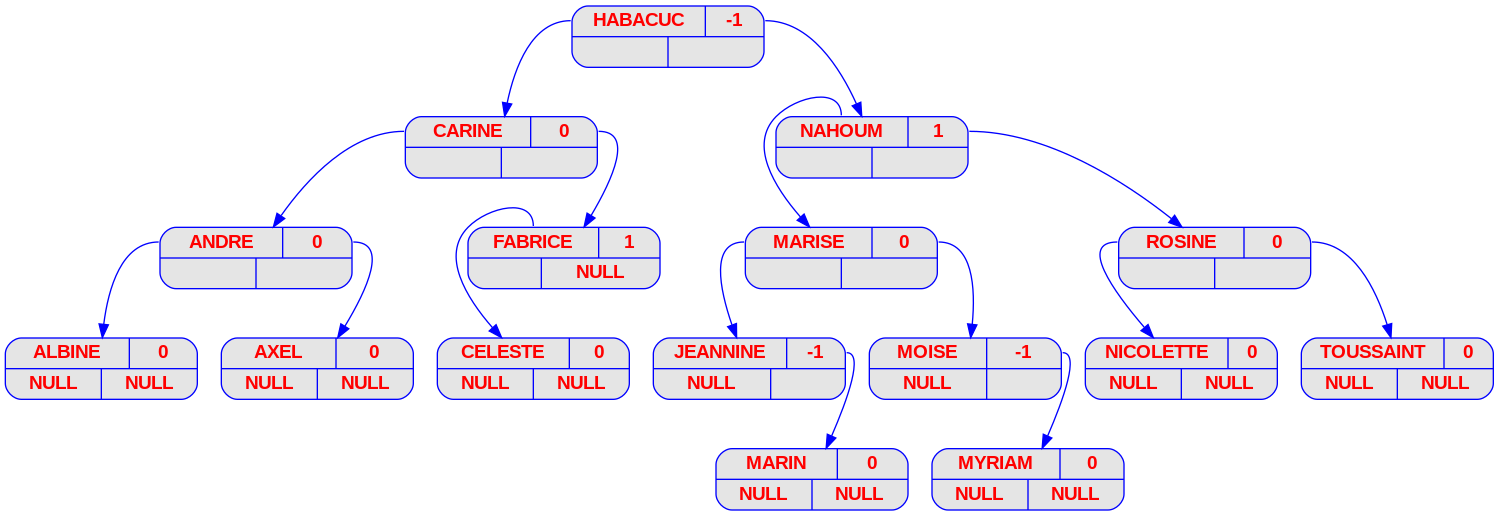 HABACUC -1
CARINE 0
NAHOUM 1
ANDRE 0
FABRICE 1
NULL
MARISE 0
ROSINE 0
ALBINE 0
NULL NULL
AXEL 0
NULL NULL
CELESTE 0
NULL NULL
JEANNINE -1
NULL
MOISE -1
NULL
NICOLETTE 0
NULL NULL
TOUSSAINT 0
NULL NULL
MARIN 0
NULL NULL
MYRIAM 0
NULL NULL